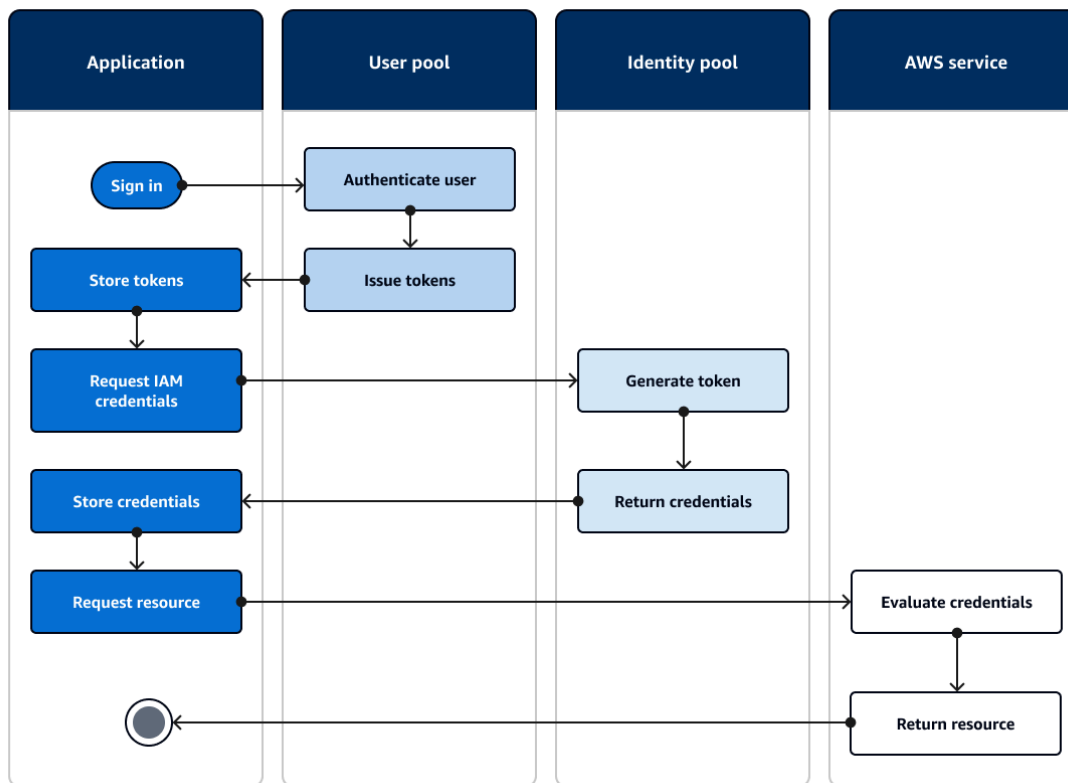 Application
User pool
Identity pool
AWS service
Sign in
Authenticate user
Store tokens
Issue tokens
Request IAM
credentials
Generate token
Store credentials
Return credentials
Request resource
Evaluate credentials
Return resource